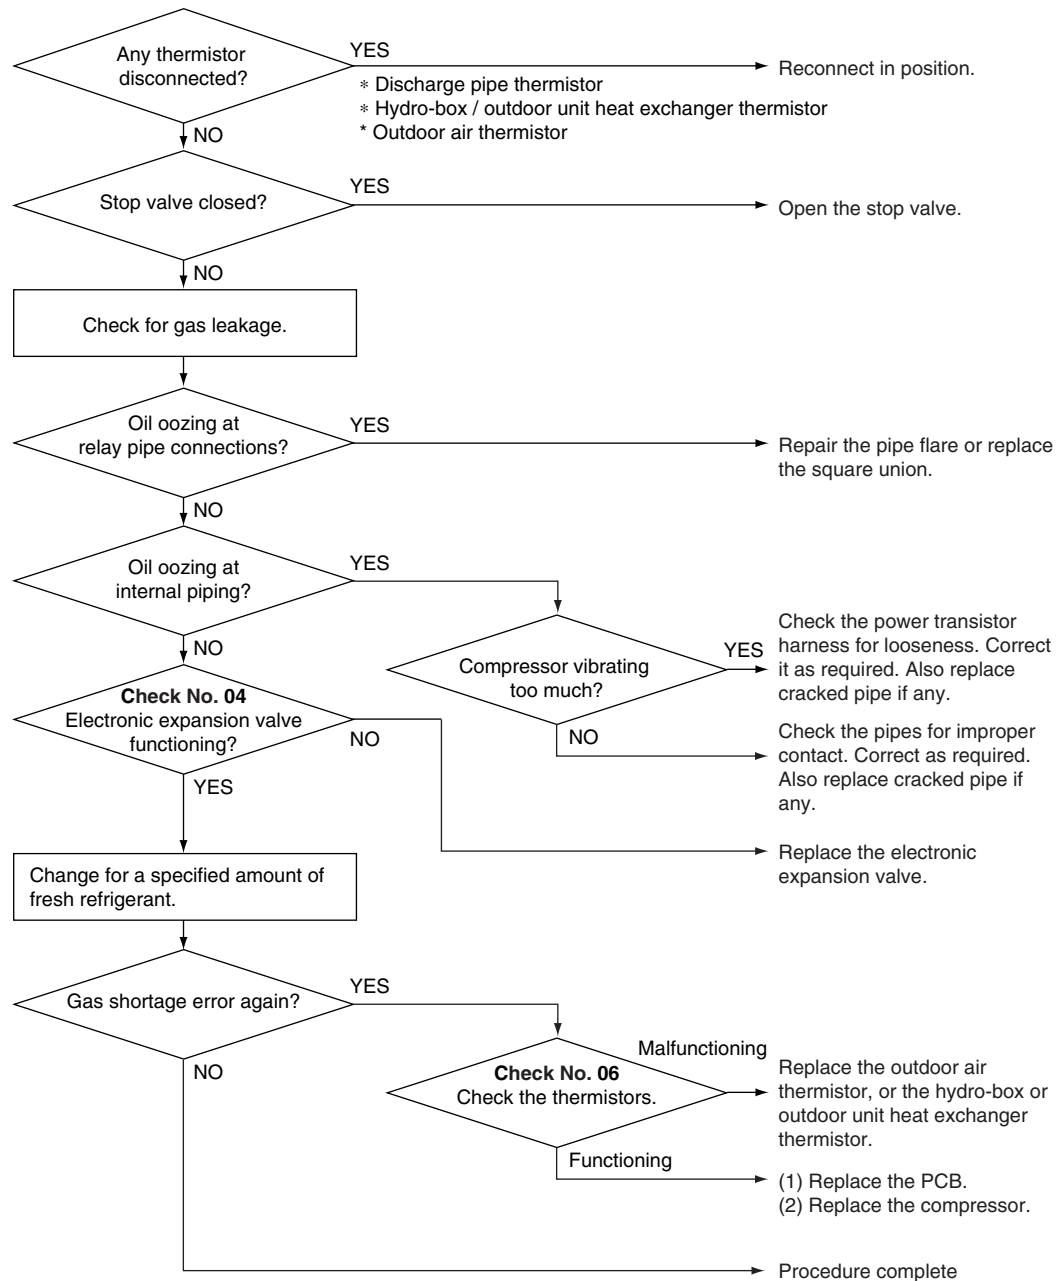 Any thermistor
disconnected?
YES
∗ Discharge pipe thermistor
∗ Hydro-box / outdoor unit heat exchanger thermistor
* Outdoor air thermistor
Reconnect in position.
NO
Stop valve closed?
YES
Open the stop valve.
NO
Check for gas leakage.
Oil oozing at
relay pipe connections?
YES
Repair the pipe flare or replace
the square union.
NO
Oil oozing at
internal piping?
YES
Compressor vibrating
too much?
YES
Check the power transistor
harness for looseness. Correct
it as required. Also replace
cracked pipe if any.
NO
Check the pipes for improper
contact. Correct as required.
Also replace cracked pipe if
any.
NO
Check No. 04
Electronic expansion valve
functioning?
NO
Replace the electronic
expansion valve.
YES
Change for a specified amount of
fresh refrigerant.
Gas shortage error again?
YES
Check No. 06
Check the thermistors.
Malfunctioning
Replace the outdoor air
thermistor, or the hydro-box or
outdoor unit heat exchanger
thermistor.
Functioning
(1) Replace the PCB.
(2) Replace the compressor.
NO
Procedure complete